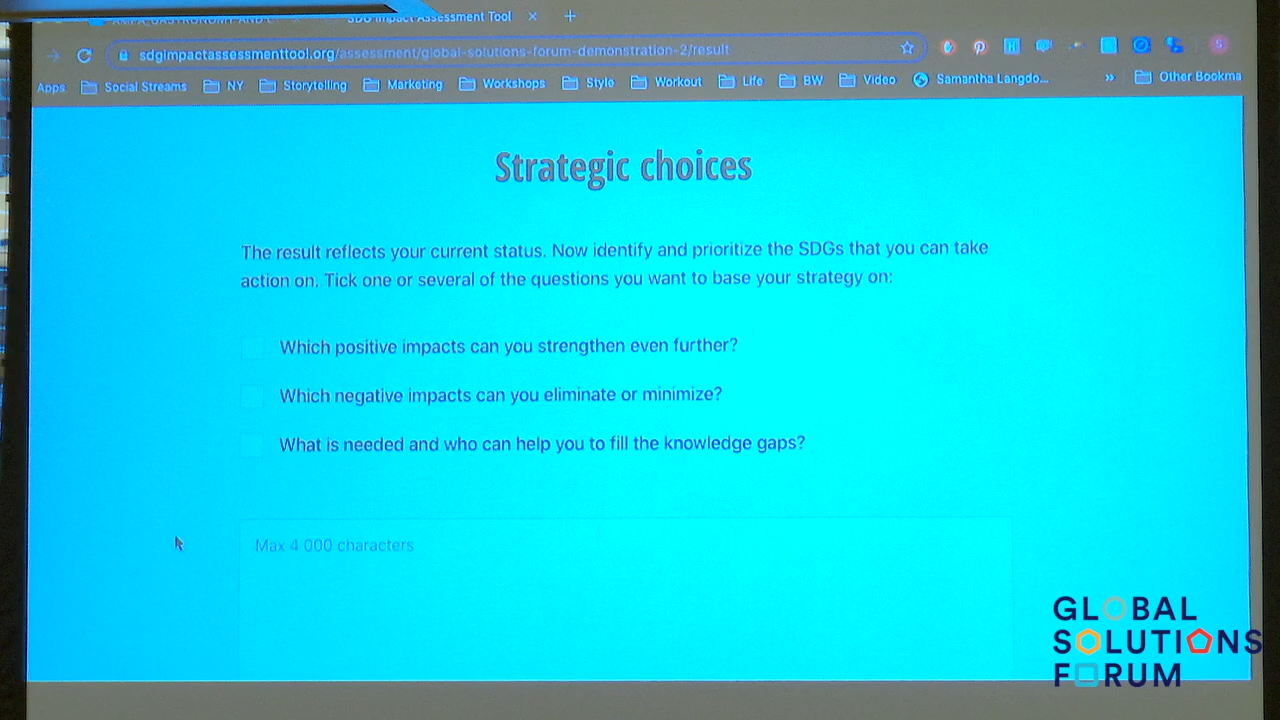 SDG Impact Assessment Tool
sdgimpactassessmenttool.org/assessment/global-solutions-forum-demonstration-2/result
Apps Social Streams NY Storytelling Marketing Workshops Style Workout Life BW Video Samantha Langdo... » Other Bookma
Strategic choices
The result reflects your current status. Now identify and prioritize the SDGs that you can take
action on. Tick one or several of the questions you want to base your strategy on:
Which positive impacts can you strengthen even further?
Which negative impacts can you eliminate or minimize?
What is needed and who can help you to fill the knowledge gaps?
Max 4 000 characters
GLOBAL
SOLUTIONS
FORUM